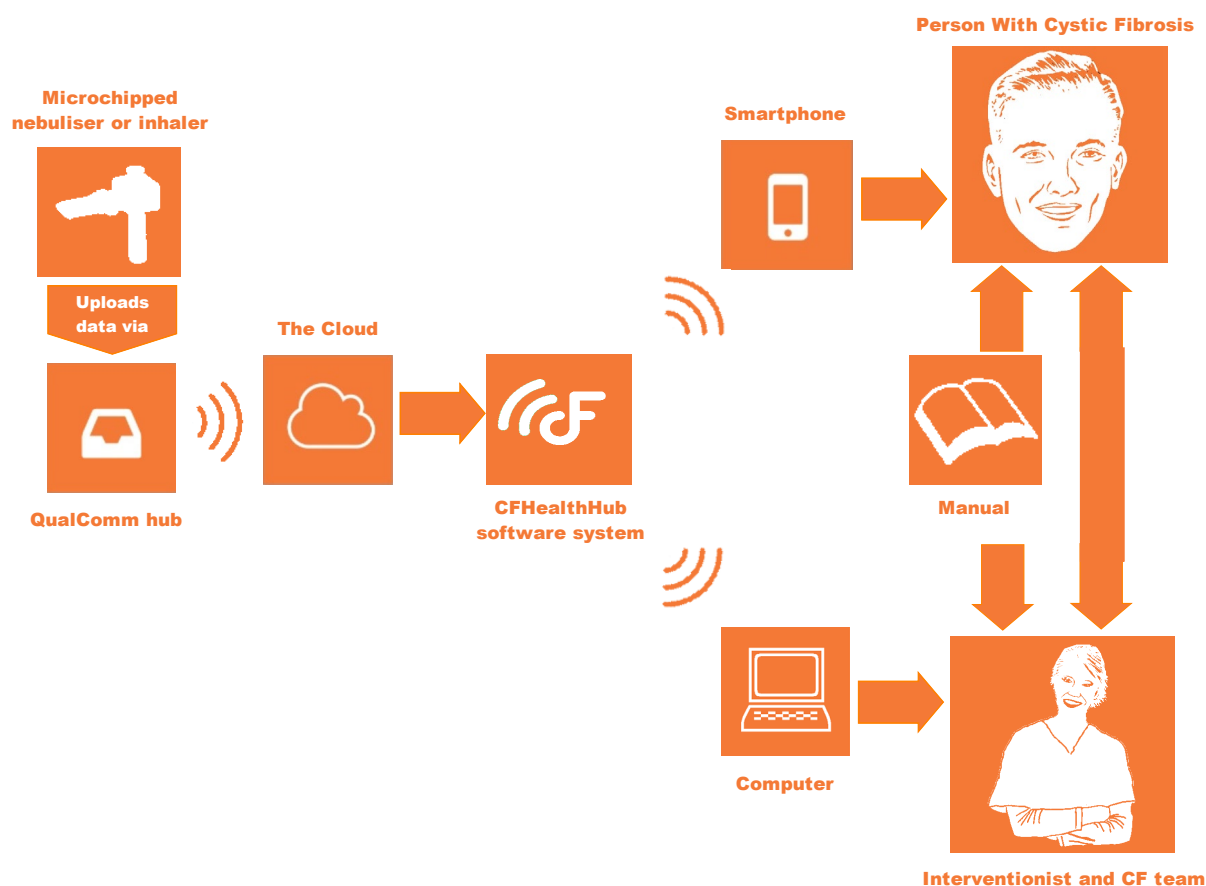 Person With Cystic Fibrosis
Microchipped
nebuliser or inhaler
Smartphone
Uploads
data via
The Cloud
CF
QualComm hub
CFHealthHub
software system
Manual
Computer
Interventionist and CF team